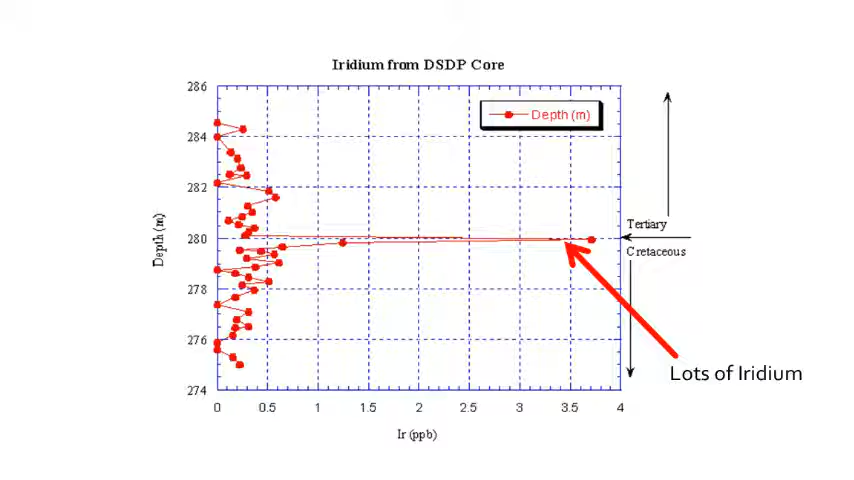 Iridium from DSDP Core
286
284
282
280
278
276
274
Depth (m)
Depth (m)
Tertiary
Cretaceous
Lots of Iridium
0 0.5 1 1.5 2 2.5 3 3.5 4
Ir (ppb)